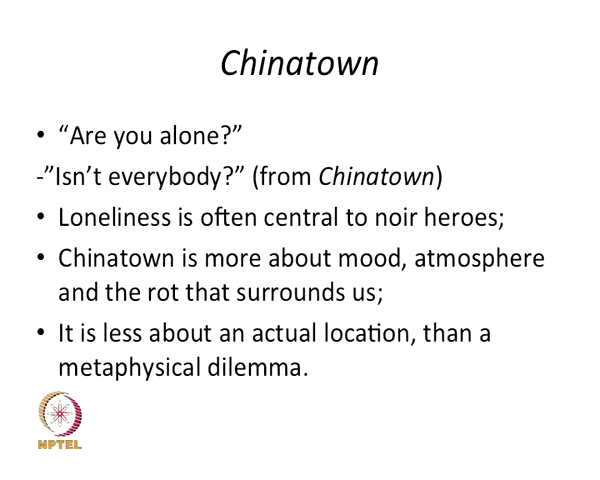 Chinatown
• “Are you alone?”
-”Isn’t everybody?” (from Chinatown)
• Loneliness is often central to noir heroes;
• Chinatown is more about mood, atmosphere
and the rot that surrounds us;
• It is less about an actual location, than a
metaphysical dilemma.
NPTEL